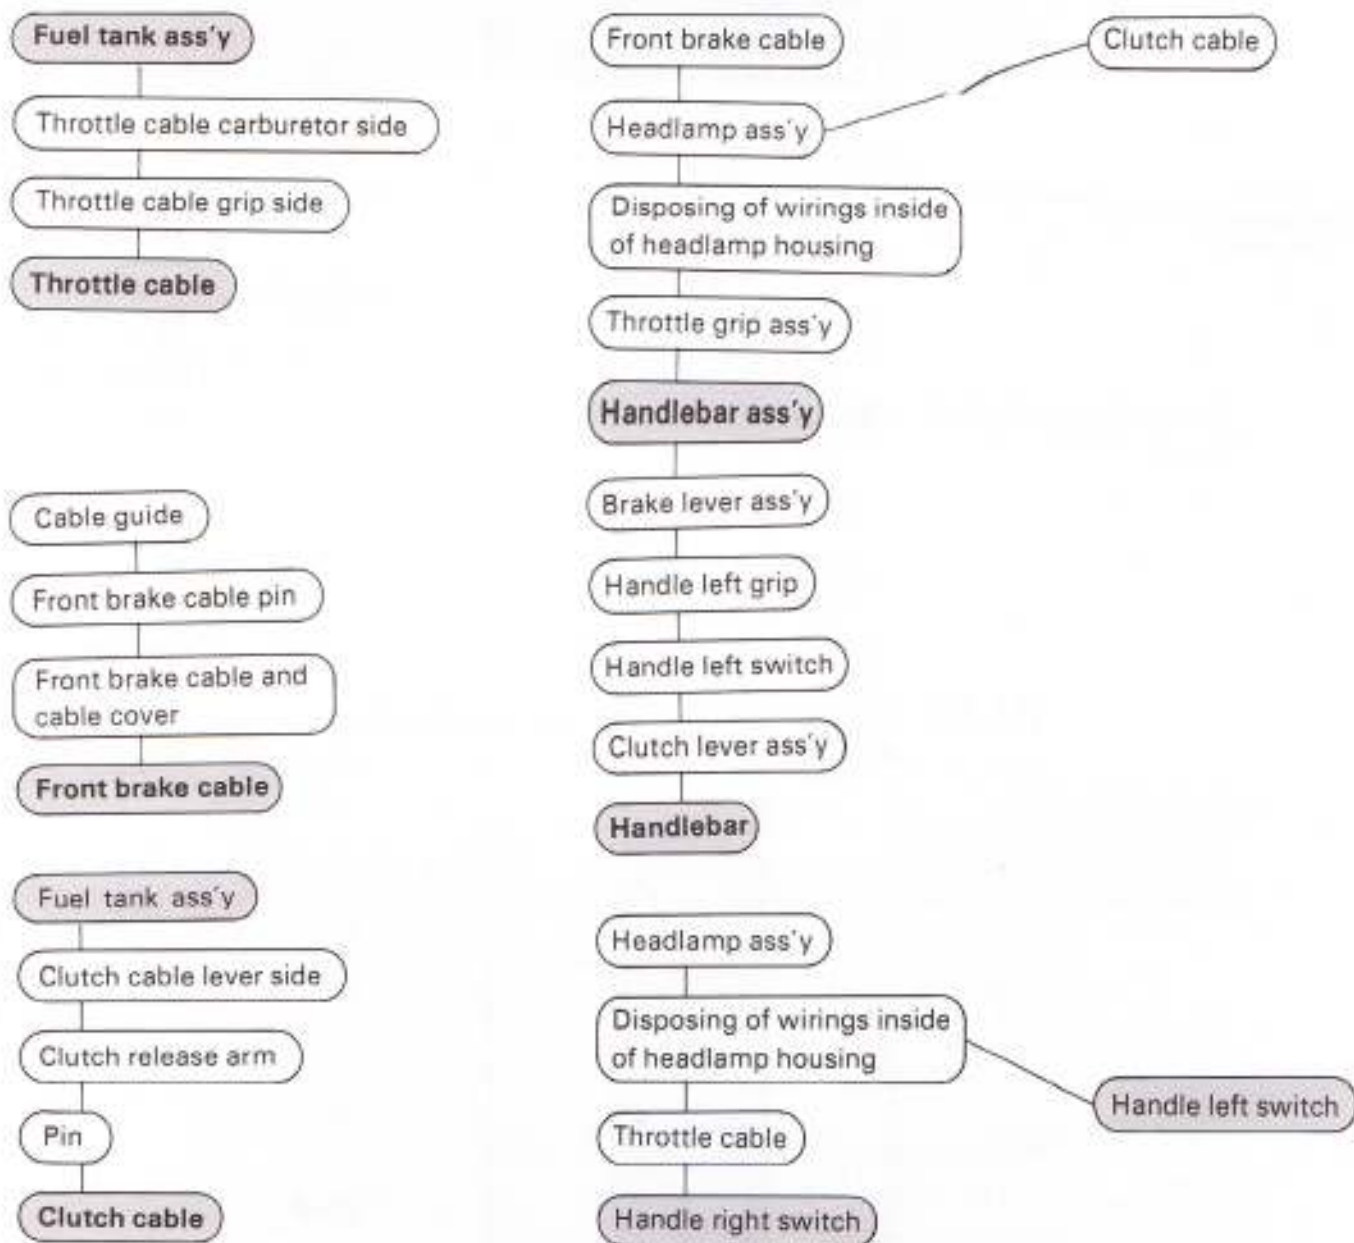 Fuel tank ass'y
Throttle cable carburetor side
Throttle cable grip side
Throttle cable
Cable guide
Front brake cable pin
Front brake cable and
cable cover
Front brake cable
Fuel tank ass'y
Clutch cable lever side
Clutch release arm
Pin
Clutch cable
Front brake cable
Clutch cable
Headlamp ass'y
Disposing of wirings inside
of headlamp housing
Throttle grip ass'y
Handlebar ass'y
Brake lever ass'y
Handle left grip
Handle left switch
Clutch lever ass'y
Handlebar
Headlamp ass'y
Disposing of wirings inside
of headlamp housing
Handle left switch
Throttle cable
Handle right switch